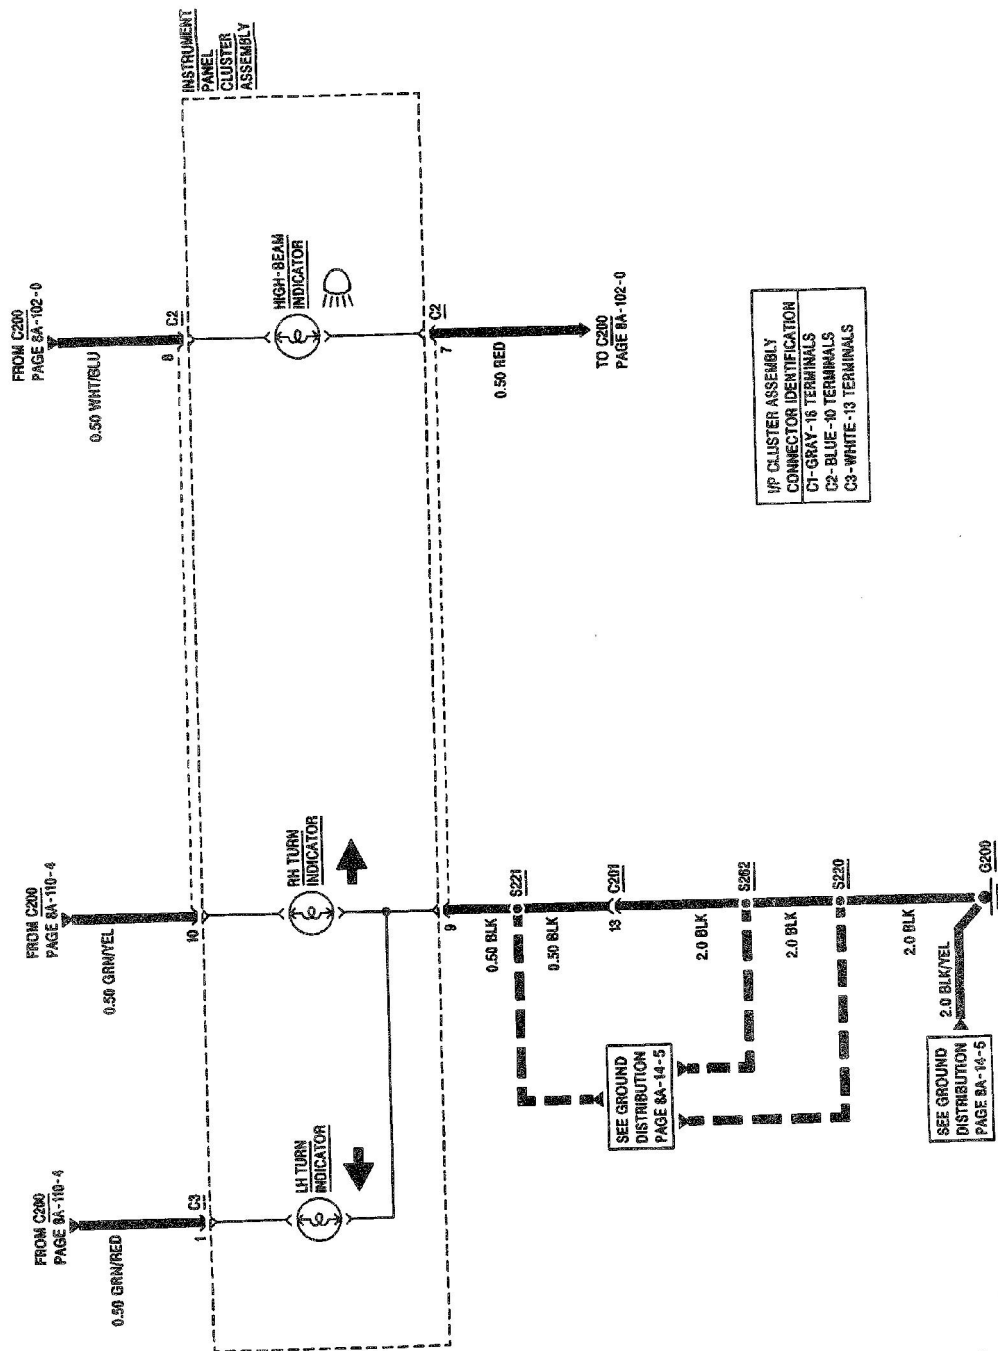 INSTRUMENT
PANEL
CLUSTER
ASSEMBLY
FROM C200
PAGE 8A-110-4
0.50 GRN/RED
1
C3
LH TURN
INDICATOR
FROM C200
PAGE 8A-110-4
0.50 GRN/YEL
10
RH TURN
INDICATOR
FROM C200
PAGE 8A-102-0
0.50 WHT/BLU
8
C2
HIGH-BEAM
INDICATOR
C2
7
0.50 RED
TO C200
PAGE 8A-102-0
9
0.50 BLK
S221
0.50 BLK
13
C201
2.0 BLK
S262
2.0 BLK
S220
2.0 BLK
2.0 BLK/YEL
G200
SEE GROUND
DISTRIBUTION
PAGE 8A-14-5
SEE GROUND
DISTRIBUTION
PAGE 8A-14-5
I/P CLUSTER ASSEMBLY
CONNECTOR IDENTIFICATION
C1-GRAY-16 TERMINALS
C2-BLUE-10 TERMINALS
C3-WHITE-13 TERMINALS